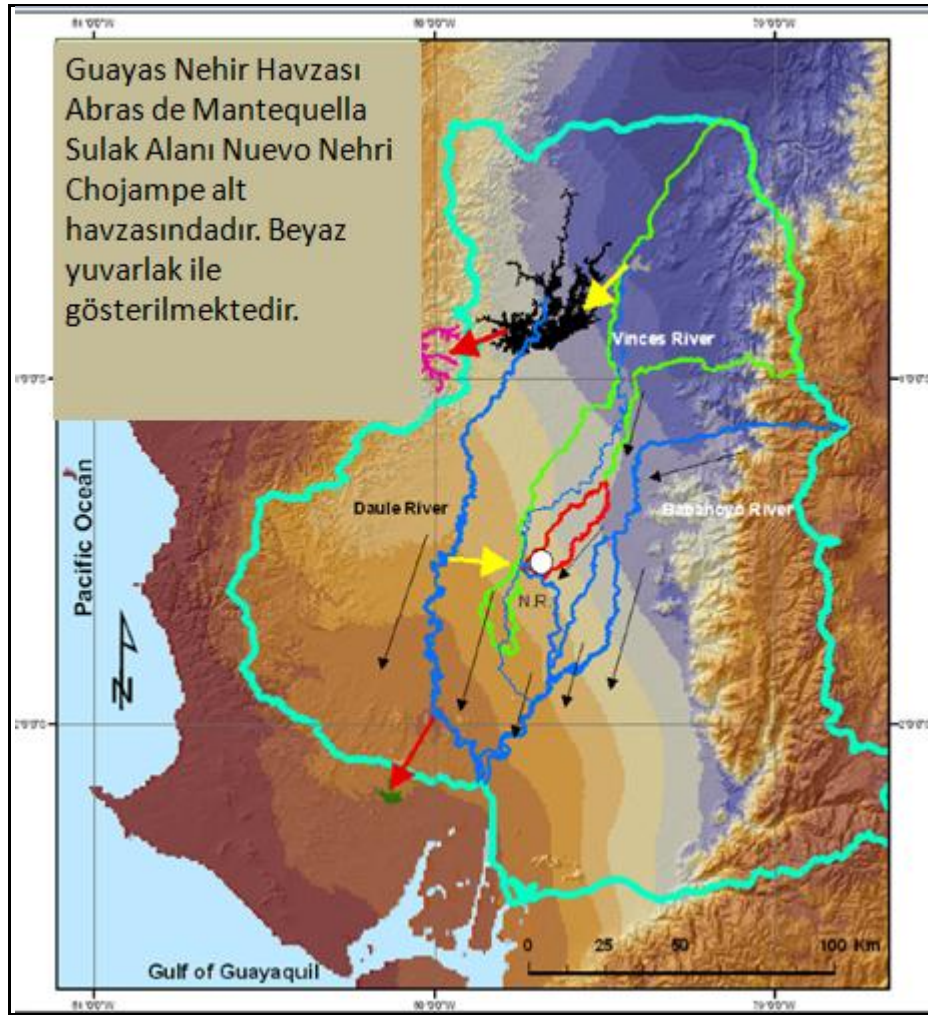 Guayas Nehir Havzası
Abras de Mantequella
Sulak Alanı Nuevo Nehri
Chojampe alt
havzasındadır. Beyaz
yuvarlak ile
gösterilmektedir.
Vinces River
Pacific Ocean
Daule River
Babahoyo River
N.R.
N
0 25 50 100 Km
Gulf of Guayaquil